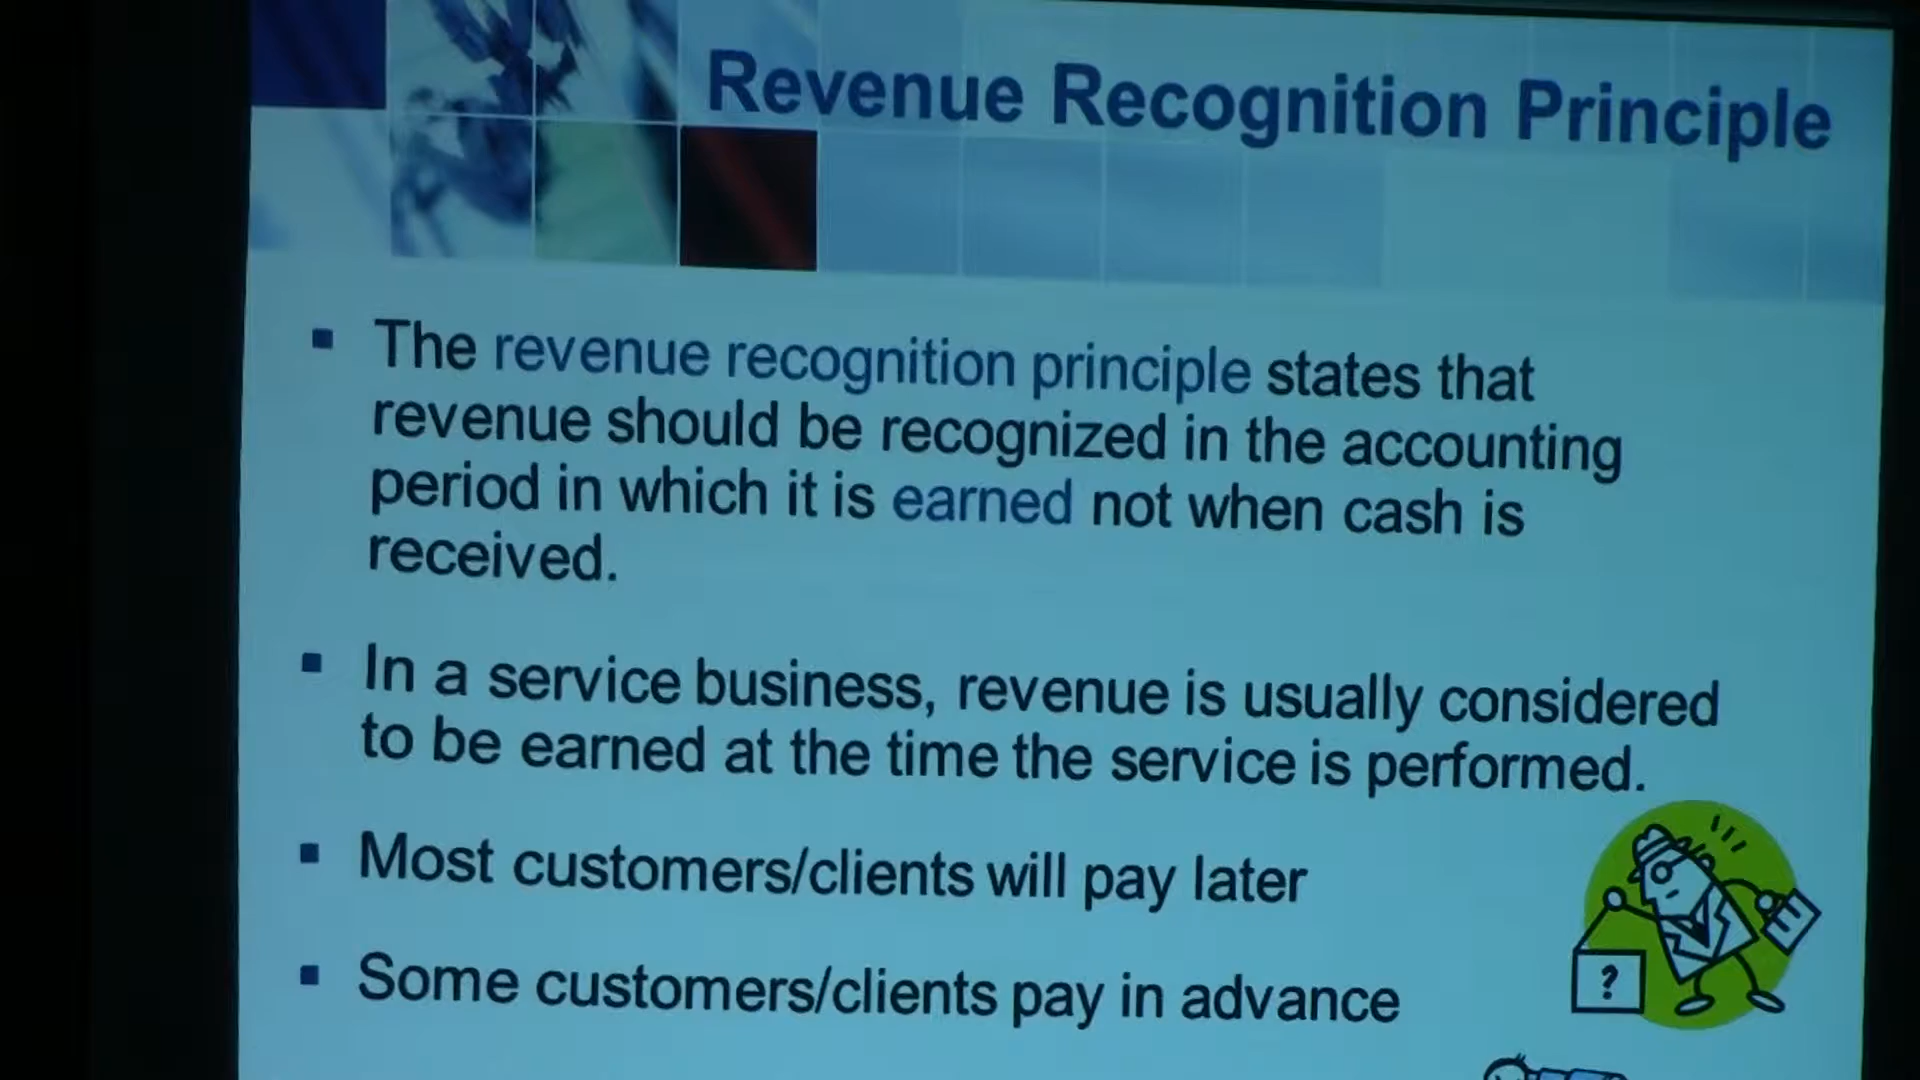 Revenue Recognition Principle
The revenue recognition principle states that
revenue should be recognized in the accounting
period in which it is earned not when cash is
received.
In a service business, revenue is usually considered
to be earned at the time the service is performed.
Most customers/clients will pay later
Some customers/clients pay in advance
?